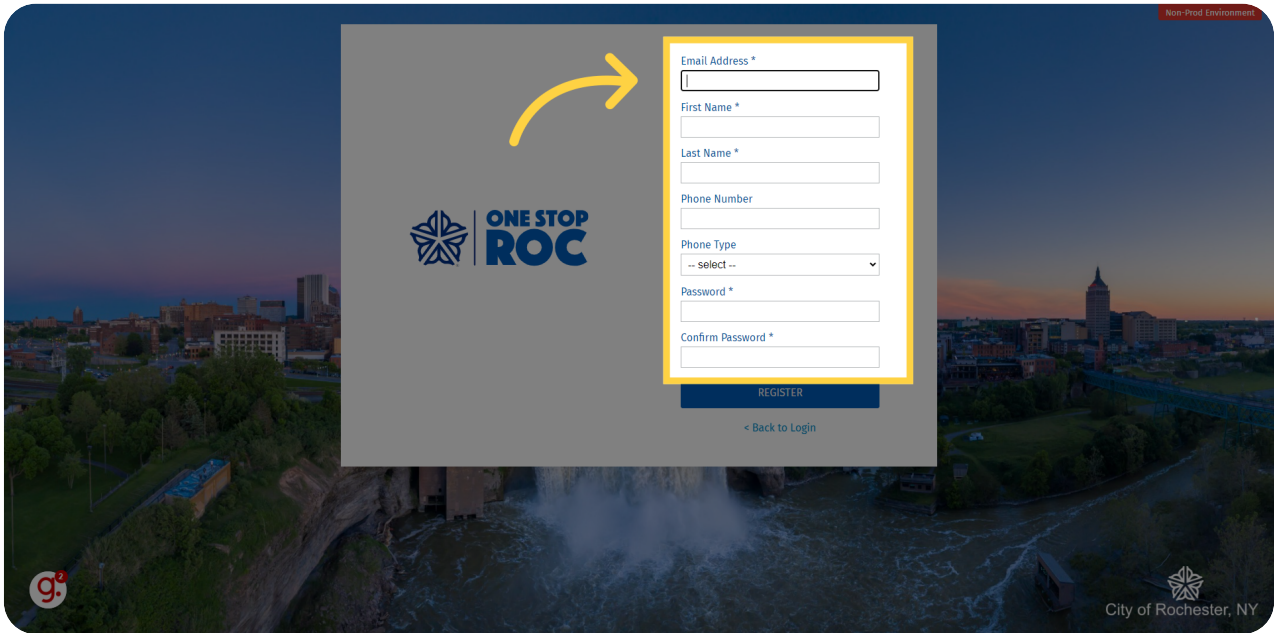 Non-Prod Environment
Email Address *
First Name *
Last Name *
Phone Number
Phone Type
-- select --
Password *
Confirm Password *
REGISTER
< Back to Login
ONE STOP
ROC
g.
2
City of Rochester, NY